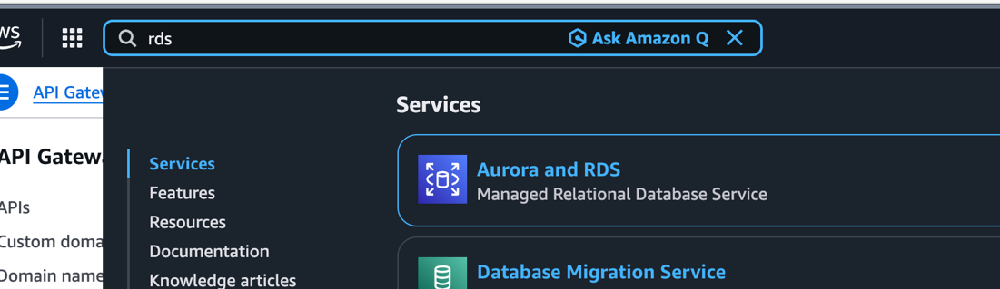 rds
Ask Amazon Q
API Gatew
Services
API Gatew
Services
Features
Resources
Documentation
Knowledge articles
APIs
Custom doma
Domain name
Aurora and RDS
Managed Relational Database Service
Database Migration Service